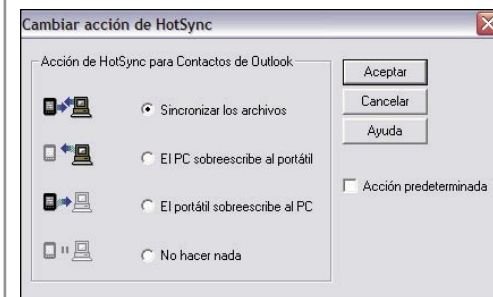 Cambiar acción de HotSync
Acción de HotSync para Contactos de Outlook
Sincronizar los archivos
El PC sobreescribe al portátil
El portátil sobreescribe al PC
No hacer nada
Aceptar
Cancelar
Ayuda
Acción predeterminada